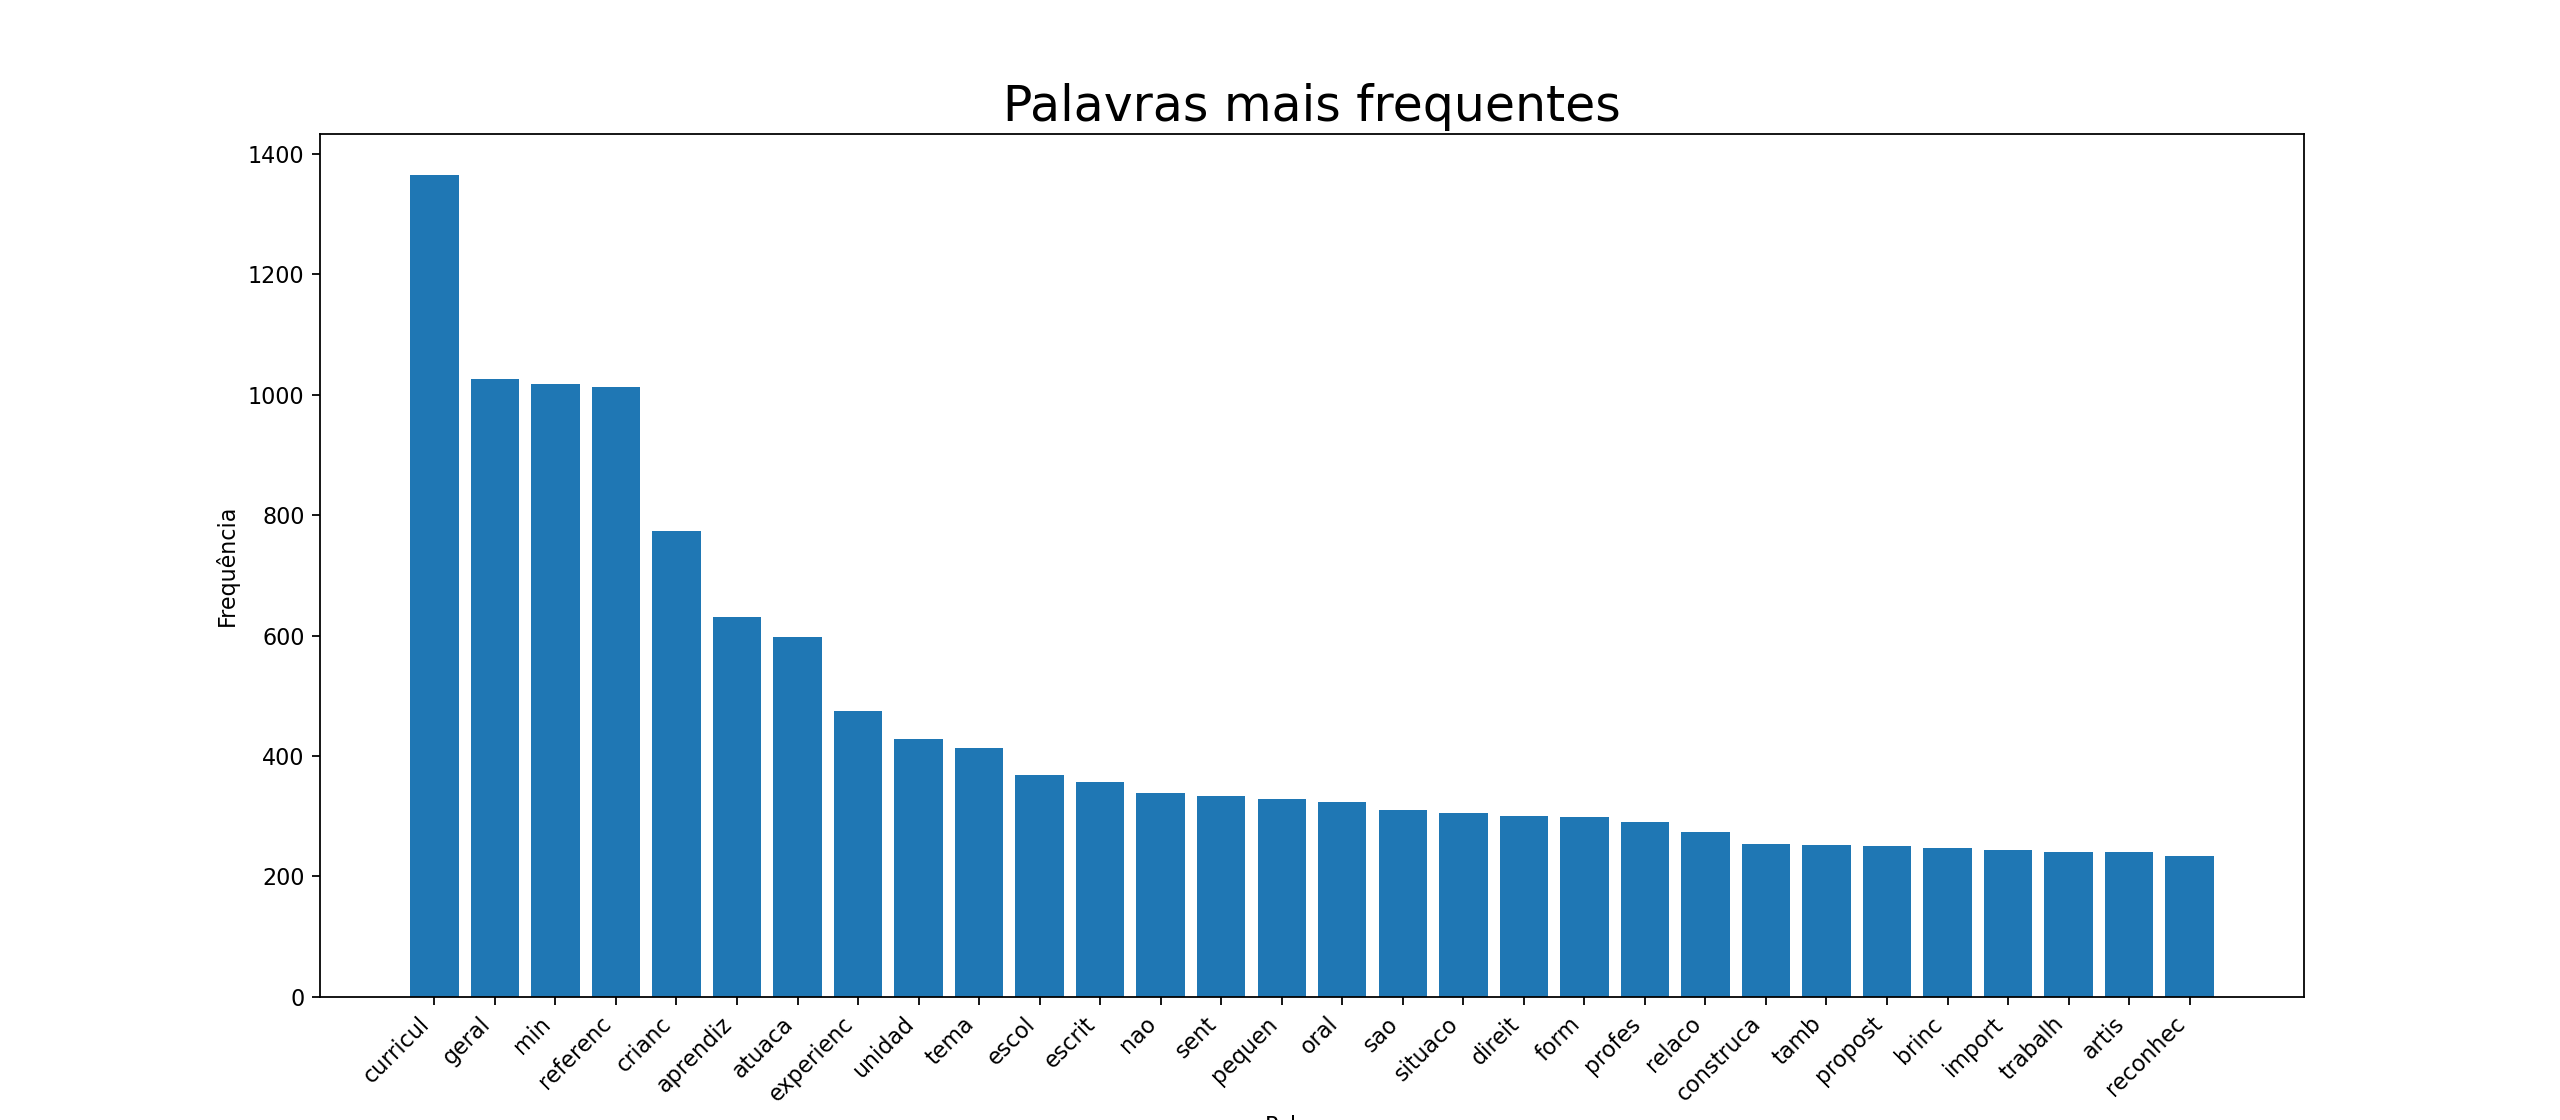 Palavras mais frequentes
1400
1200
1000
800
600
400
200
0
Frequência
curricul
geral
min
referenc
crianc
aprendiz
atuaca
experienc
unidad
tema
escol
escrit
nao
sent
pequen
oral
sao
situaco
direit
form
profes
relaco
construca
tamb
propost
brinc
import
trabalh
artis
reconhec